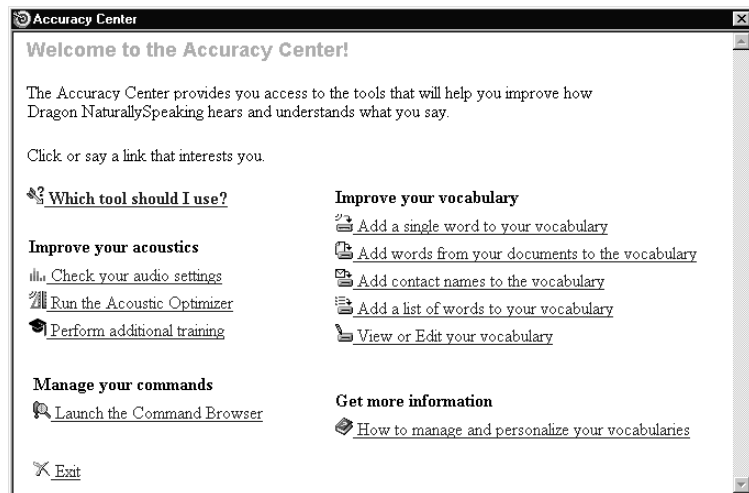 Accuracy Center
Welcome to the Accuracy Center!
The Accuracy Center provides you access to the tools that will help you improve how
Dragon NaturallySpeaking hears and understands what you say.
Click or say a link that interests you.
Which tool should I use?
Improve your acoustics
Check your audio settings
Run the Acoustic Optimizer
Perform additional training
Manage your commands
Launch the Command Browser
Exit
Improve your vocabulary
Add a single word to your vocabulary
Add words from your documents to the vocabulary
Add contact names to the vocabulary
Add a list of words to your vocabulary
View or Edit your vocabulary
Get more information
How to manage and personalize your vocabularies